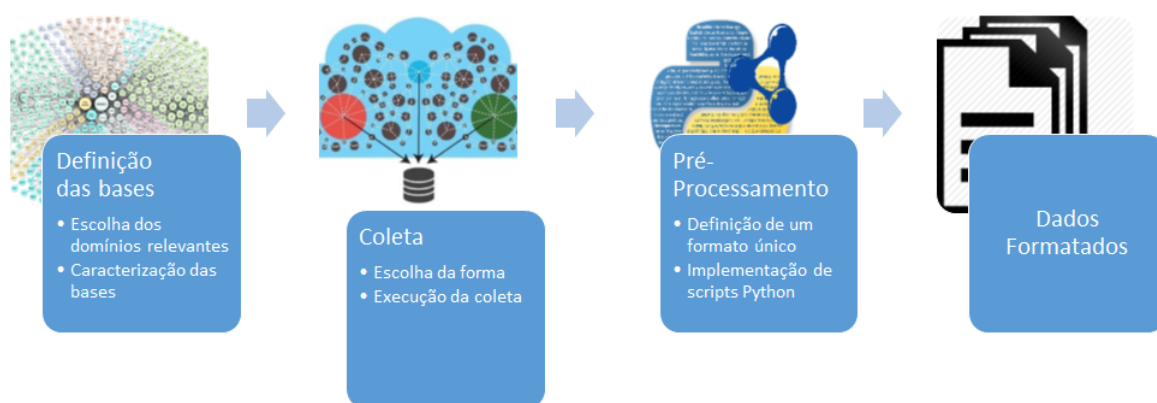 Definição
das bases
• Escolha dos
domínios relevantes
• Caracterização das
bases
Coleta
• Escolha da forma
• Execução da coleta
Pré-
Processamento
• Definição de um
formato único
• Implementação de
scripts Python
Dados
Formatados